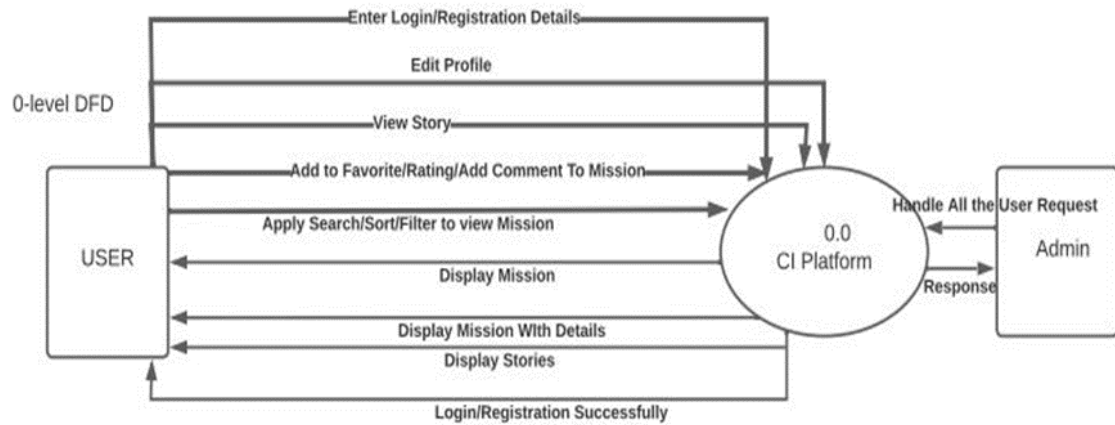 Enter Login/Registration Details
Edit Profile
0-level DFD
View Story
Add to Favorite/Rating/Add Comment To Mission
Handle All the User Request
Apply Search/Sort/Filter to view Mission
0.0
USER
CI Platform
Admin
Display Mission
Response
Display Mission WIth Details
Display Stories
Login/Registration Successfully